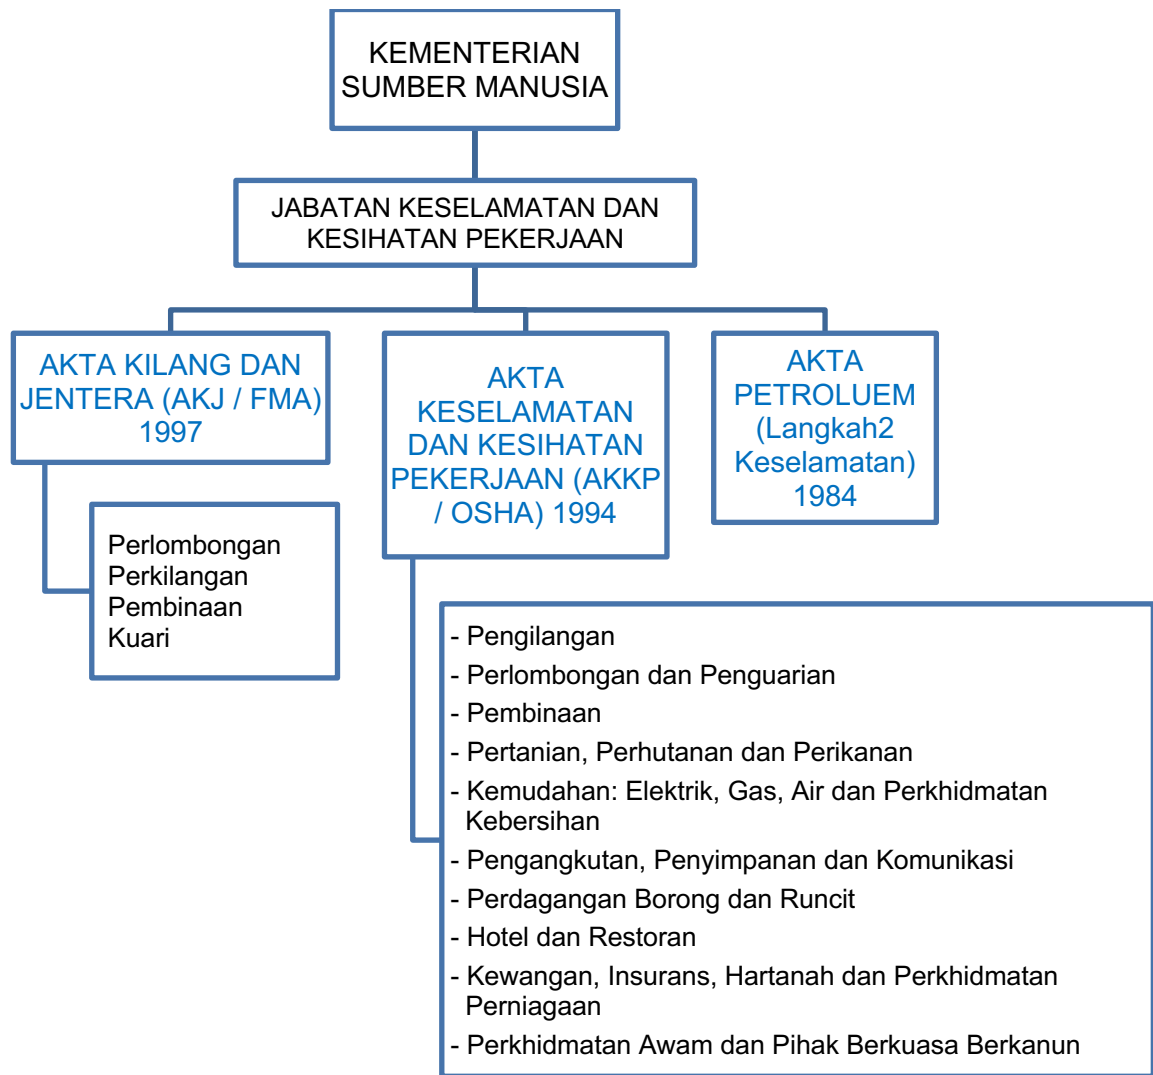 KEMENTERIAN
SUMBER MANUSIA
JABATAN KESELAMATAN DAN
KESIHATAN PEKERJAAN
AKTA KILANG DAN
JENTERA (AKJ / FMA)
1997
AKTA
KESELAMATAN
DAN KESIHATAN
PEKERJAAN (AKKP
/ OSHA) 1994
AKTA
PETROLUEM
(Langkah2
Keselamatan)
1984
Perlombongan
Perkilangan
Pembinaan
Kuari
- Pengilangan
- Perlombongan dan Penguarian
- Pembinaan
- Pertanian, Perhutanan dan Perikanan
- Kemudahan: Elektrik, Gas, Air dan Perkhidmatan
Kebersihan
- Pengangkutan, Penyimpanan dan Komunikasi
- Perdagangan Borong dan Runcit
- Hotel dan Restoran
- Kewangan, Insurans, Hartanah dan Perkhidmatan
Perniagaan
- Perkhidmatan Awam dan Pihak Berkuasa Berkanun